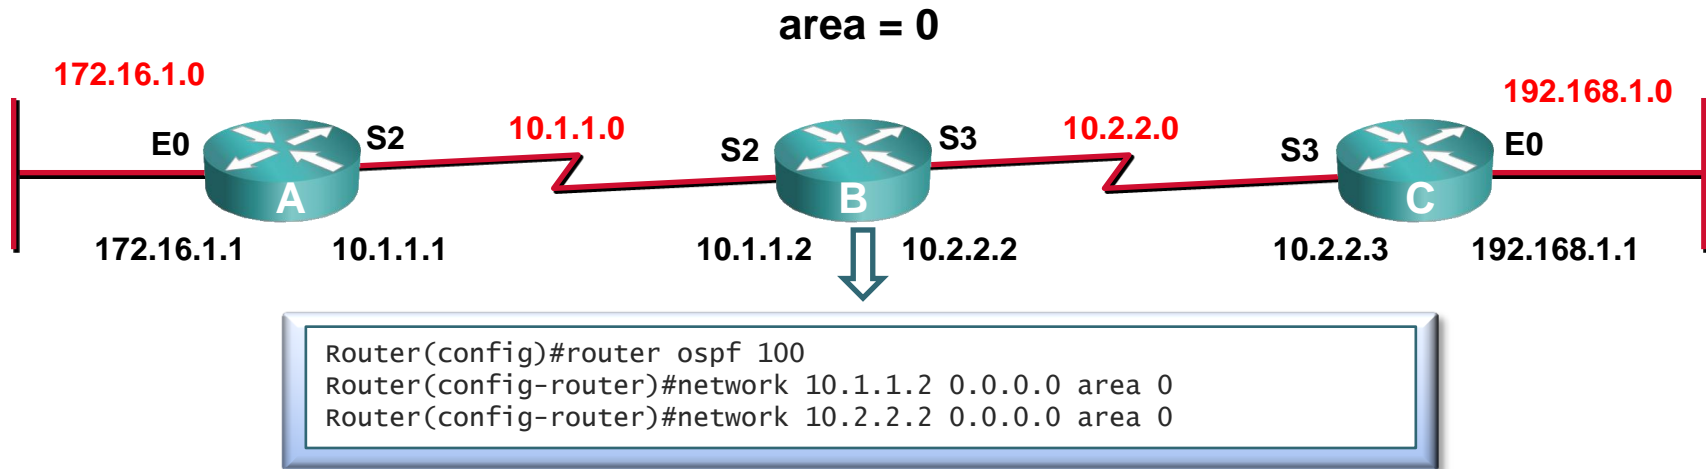 area = 0
172.16.1.0
192.168.1.0
E0 S2 10.1.1.0 S2 S3 10.2.2.0 S3 E0
A B C
172.16.1.1 10.1.1.1 10.1.1.2 10.2.2.2 10.2.2.3 192.168.1.1
Router(config)#router ospf 100
Router(config-router)#network 10.1.1.2 0.0.0.0 area 0
Router(config-router)#network 10.2.2.2 0.0.0.0 area 0